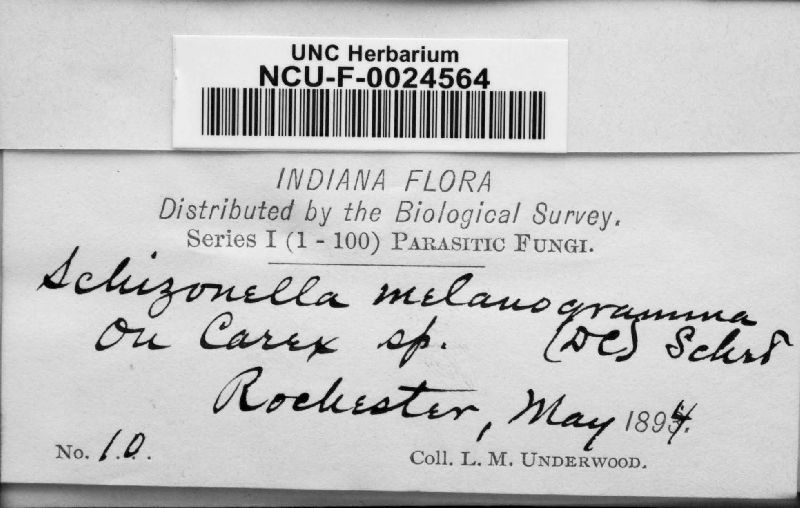 UNC Herbarium
NCU-F-0024564
INDIANA FLORA
Distributed by the Biological Survey.
Series I (1 - 100) PARASITIC FUNGI.
Schizonella melanogramma
On Carex sp. (DC) Schrt
Rochester, May 1894.
No. 10.
Coll. L. M. UNDERWOOD.